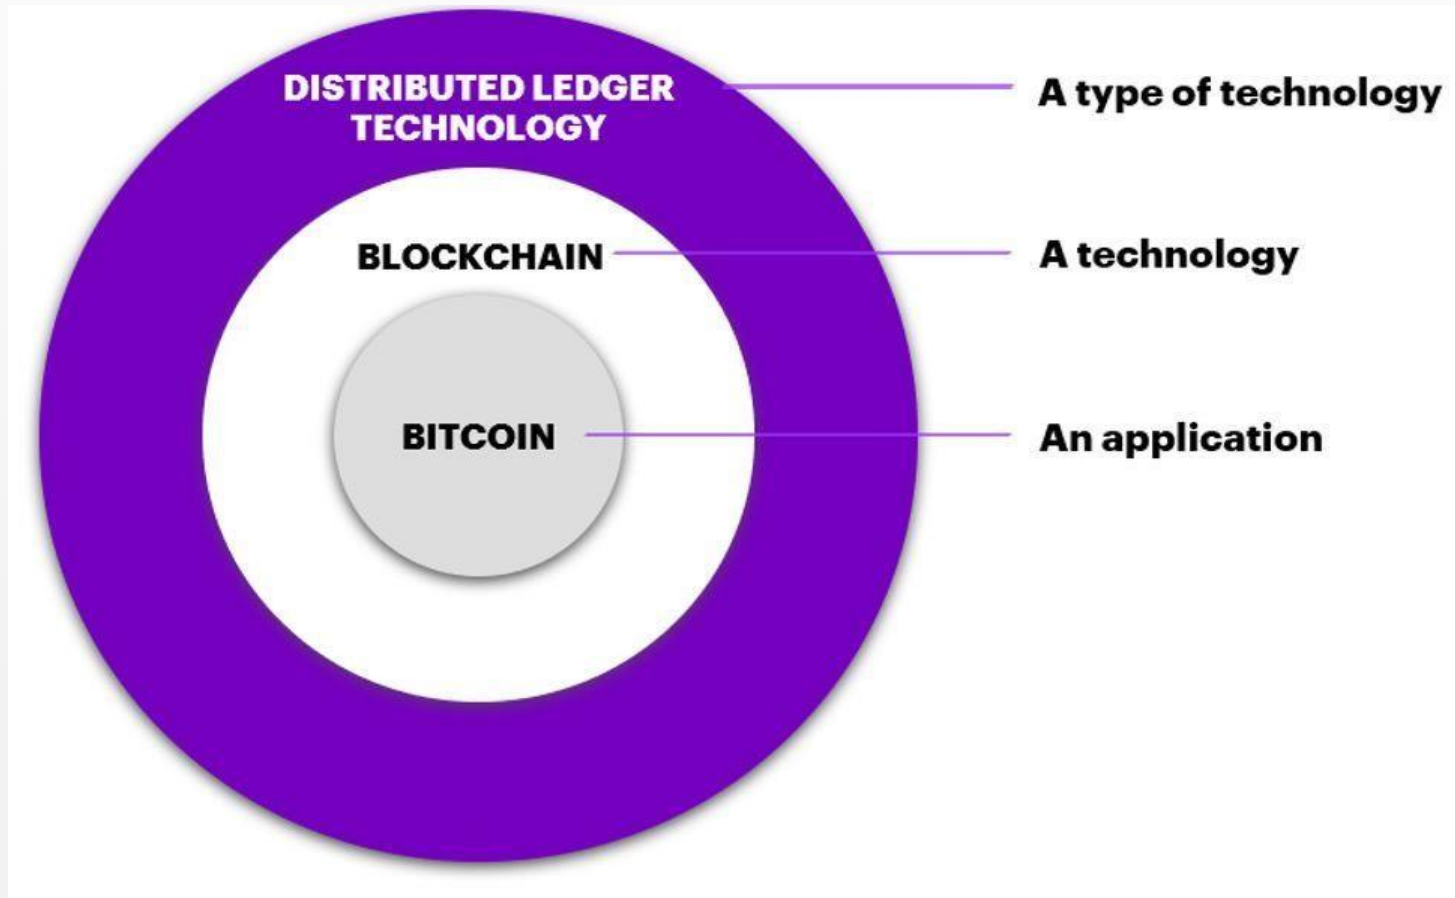 DISTRIBUTED LEDGER
TECHNOLOGY
A type of technology
BLOCKCHAIN
A technology
BITCOIN
An application